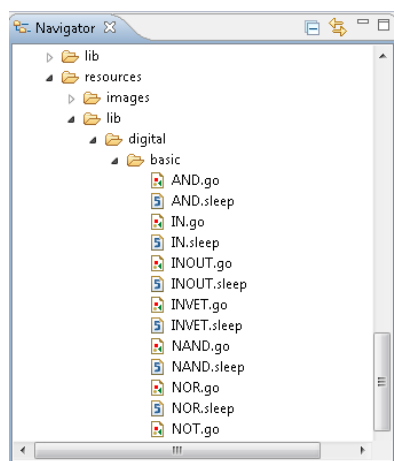 Navigator
lib
resources
images
lib
digital
basic
AND.go
AND.sleep
IN.go
IN.sleep
INOUT.go
INOUT.sleep
INVET.go
INVET.sleep
NAND.go
NAND.sleep
NOR.go
NOR.sleep
NOT.go